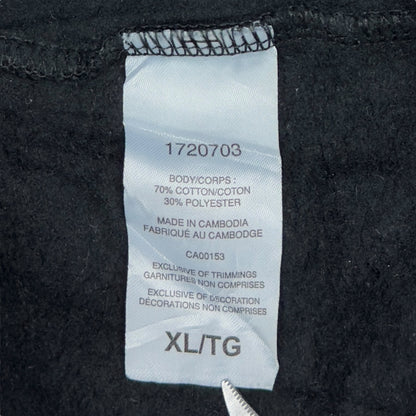 1720703
BODY/CORPS :
70% COTTON/COTON
30% POLYESTER
MADE IN CAMBODIA
FABRIQUÉ AU CAMBODGE
CA00153
EXCLUSIVE OF TRIMMINGS
GARNITURES NON COMPRISES
EXCLUSIVE OF DECORATION
DÉCORATIONS NON COMPRISES
XL/TG